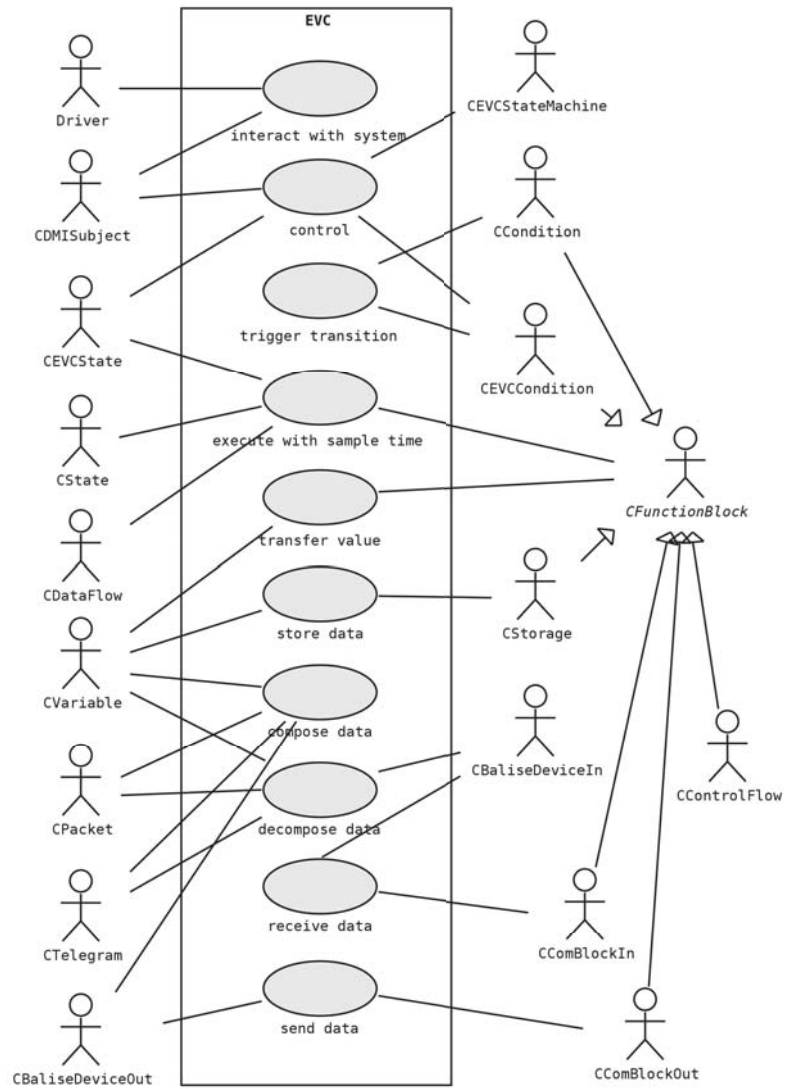 EVC
Driver
interact with system
CEVCStateMachine
CDMISubject
control
CCondition
trigger transition
CEVCState
CEVCCondition
execute with sample time
CState
CFunctionBlock
transfer value
CDataFlow
store data
CStorage
CVariable
compose data
CBaliseDeviceIn
CControlFlow
CPacket
decompose data
receive data
CTelegram
CComBlockIn
send data
CBaliseDeviceOut
CComBlockOut